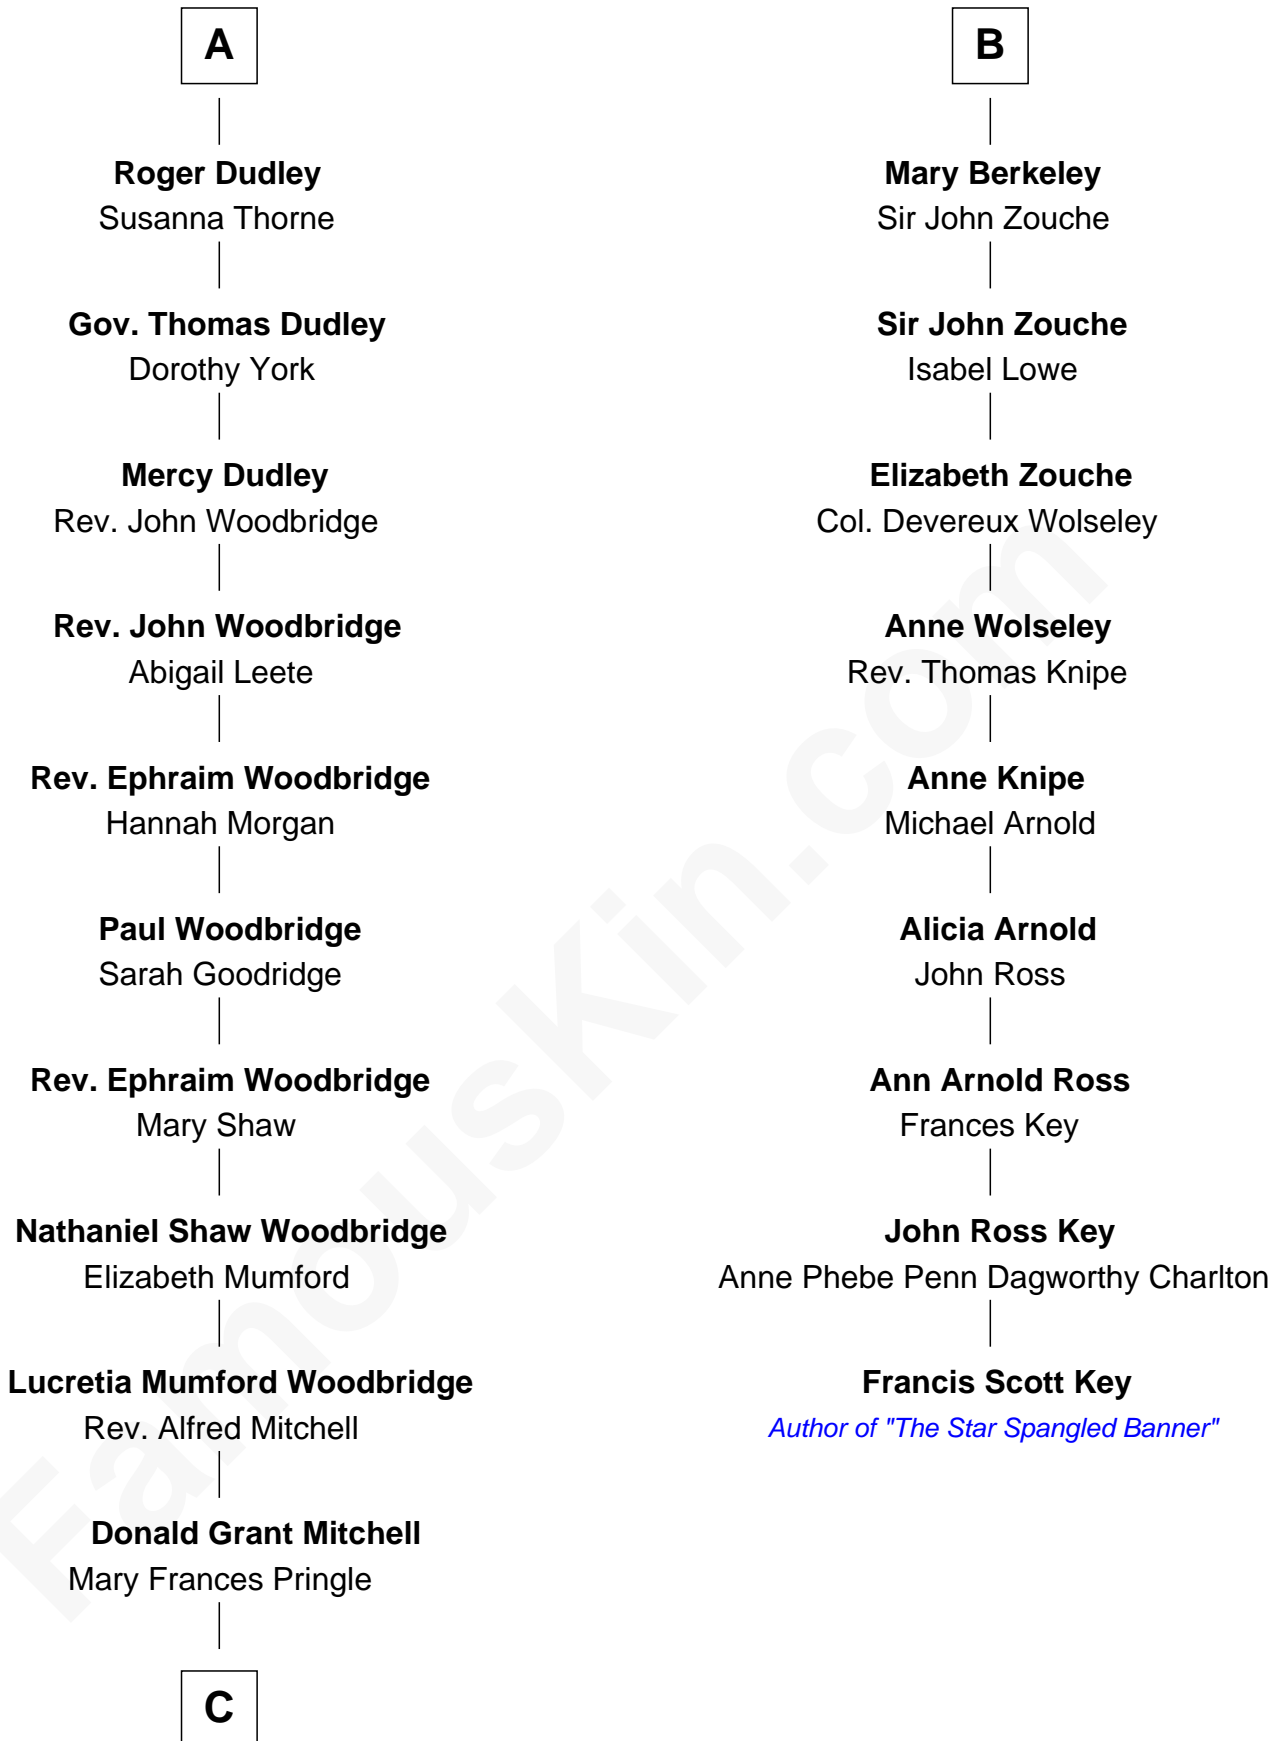 A
Roger Dudley
Susanna Thorne
Gov. Thomas Dudley
Dorothy York
Mercy Dudley
Rev. John Woodbridge
Rev. John Woodbridge
Abigail Leete
Rev. Ephraim Woodbridge
Hannah Morgan
Paul Woodbridge
Sarah Goodridge
Rev. Ephraim Woodbridge
Mary Shaw
Nathaniel Shaw Woodbridge
Elizabeth Mumford
Lucretia Mumford Woodbridge
Rev. Alfred Mitchell
Donald Grant Mitchell
Mary Frances Pringle
C
B
Mary Berkeley
Sir John Zouche
Sir John Zouche
Isabel Lowe
Elizabeth Zouche
Col. Devereux Wolseley
Anne Wolseley
Rev. Thomas Knipe
Anne Knipe
Michael Arnold
Alicia Arnold
John Ross
Ann Arnold Ross
Frances Key
John Ross Key
Anne Phebe Penn Dagworthy Charlton
Francis Scott Key
Author of "The Star Spangled Banner"
FamousKin.com